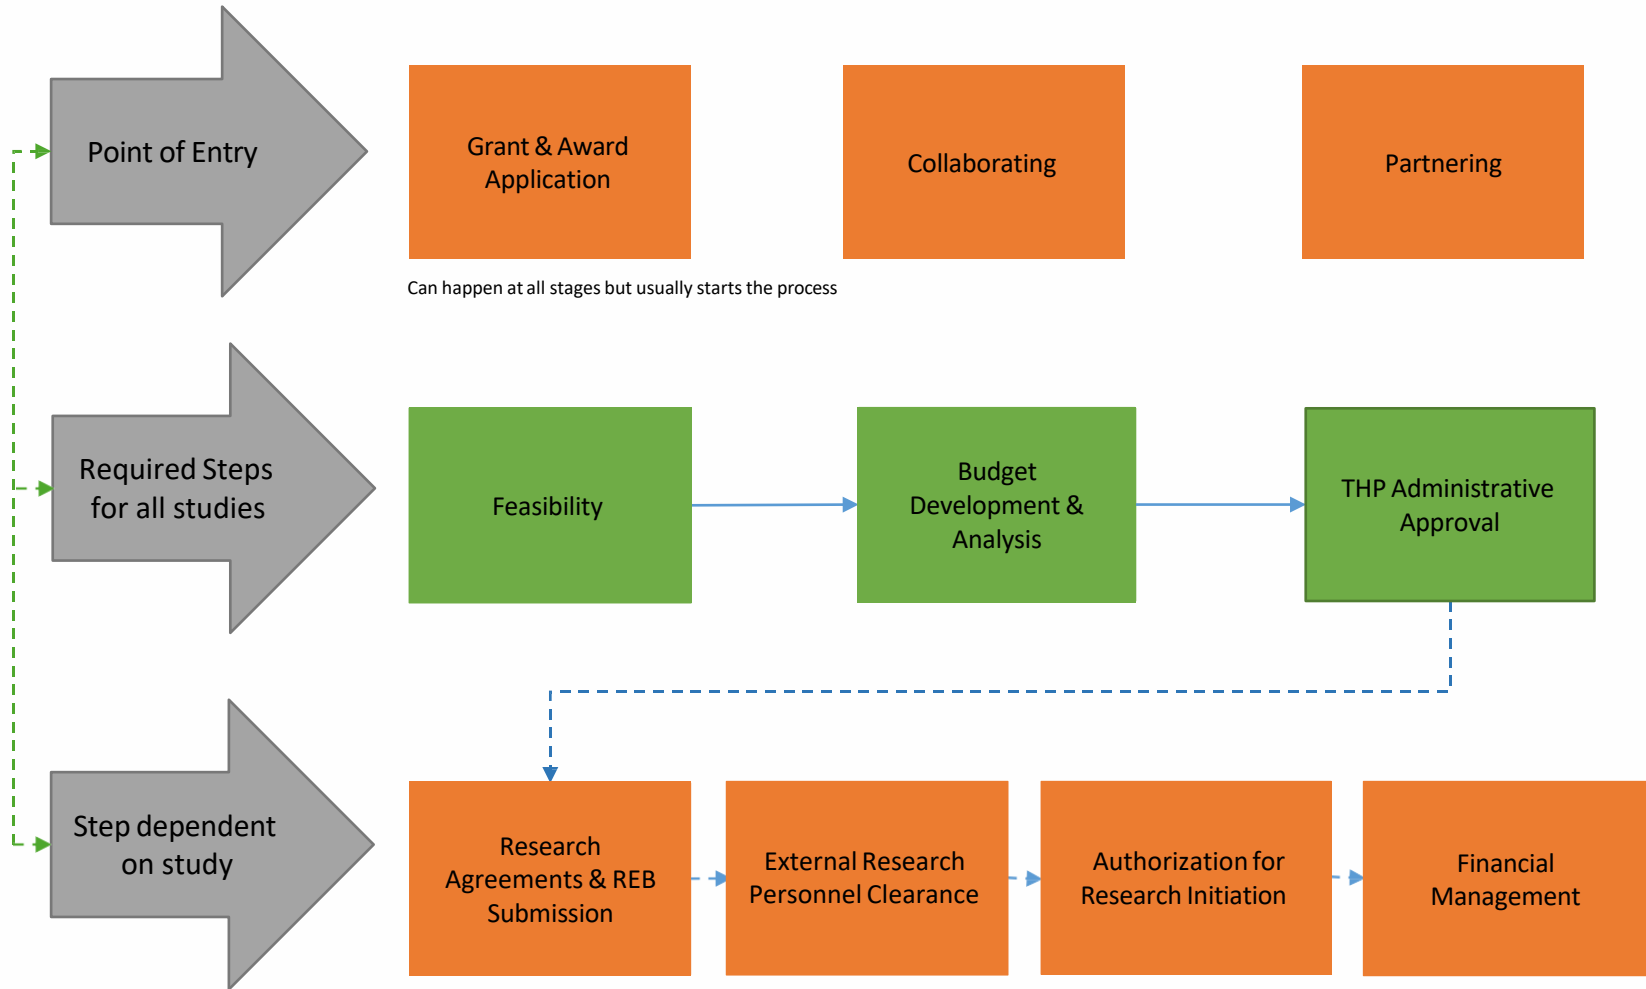 Point of Entry
Grant & Award
Application
Collaborating
Partnering
Can happen at all stages but usually starts the process
Required Steps
for all studies
Feasibility
Budget
Development &
Analysis
THP Administrative
Approval
Step dependent
on study
Research
Agreements & REB
Submission
External Research
Personnel Clearance
Authorization for
Research Initiation
Financial
Management